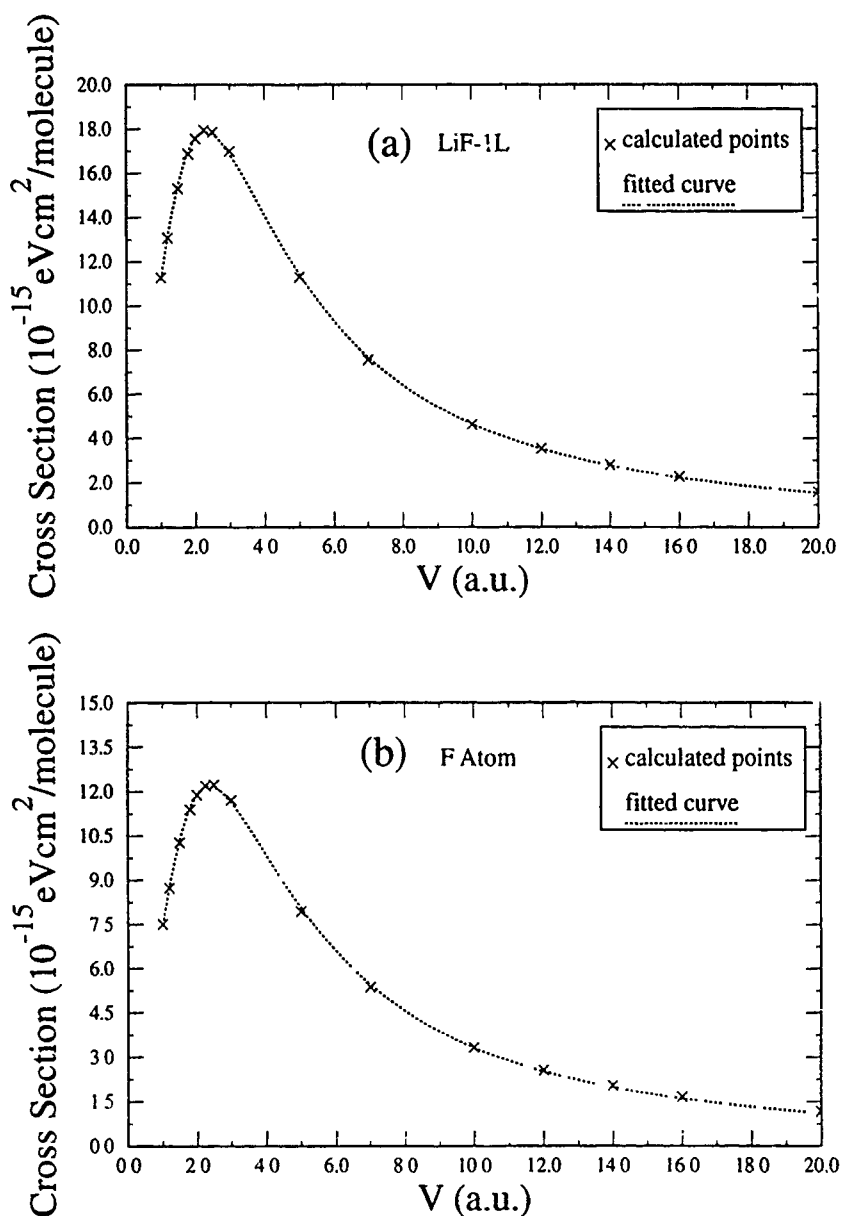 Cross Section (10⁻¹⁵ eVcm²/molecule)
20.0
18.0
16.0
14.0
12.0
10.0
8.0
6.0
4.0
2.0
0.0
(a) LiF-1L
× calculated points
fitted curve
0.0 2.0 4 0 6.0 8.0 10.0 12.0 14.0 16 0 18.0 20.0
V (a.u.)
Cross Section (10⁻¹⁵ eVcm²/molecule)
15.0
13.5
12.0
10.5
9.0
7.5
6.0
4.5
3 0
1 5
0 0
(b) F Atom
× calculated points
fitted curve
0 0 2 0 4 0 6.0 8 0 10 0 12.0 14.0 16.0 18 0 20.0
V (a.u.)